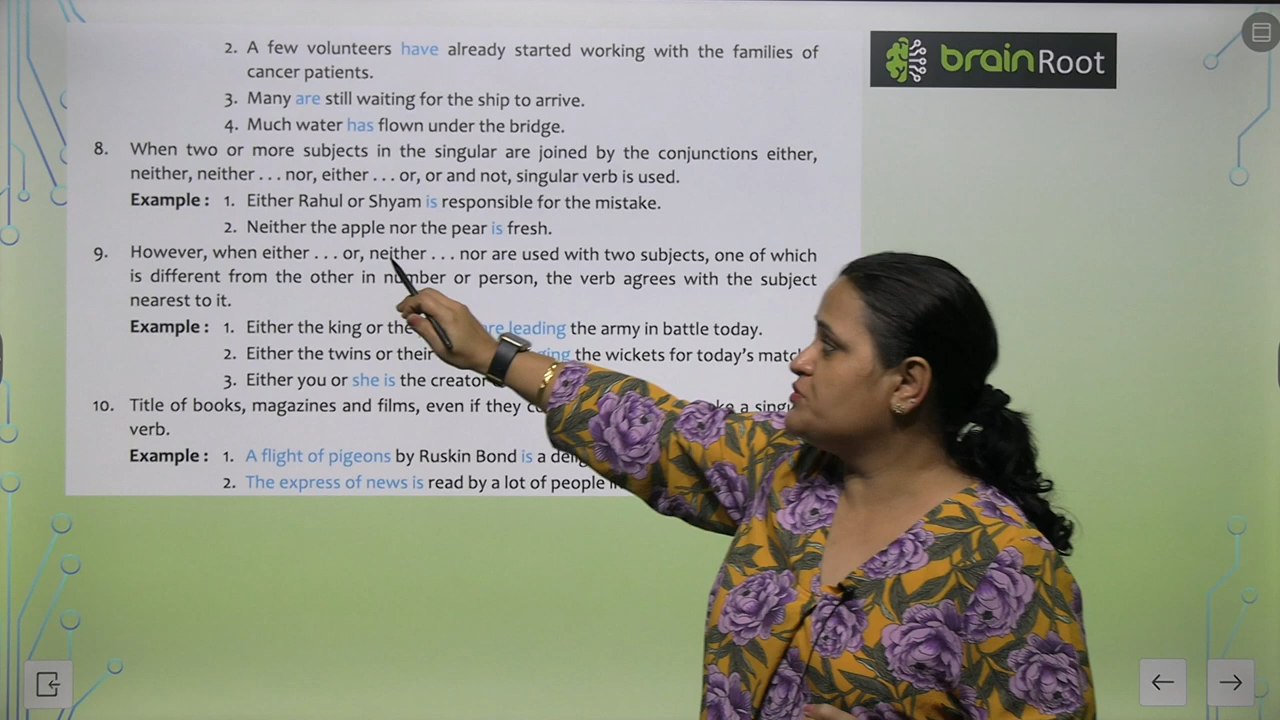 2. A few volunteers have already started working with the families of
cancer patients.
3. Many are still waiting for the ship to arrive.
4. Much water has flown under the bridge.
8. When two or more subjects in the singular are joined by the conjunctions either,
neither, neither . . . nor, either . . . or, or and not, singular verb is used.
Example : 1. Either Rahul or Shyam is responsible for the mistake.
2. Neither the apple nor the pear is fresh.
9. However, when either . . . or, neither . . . nor are used with two subjects, one of which
is different from the other in number or person, the verb agrees with the subject
nearest to it.
Example : 1. Either the king or the are leading the army in battle today.
2. Either the twins or their the wickets for today's
3. Either you or she is the creator
10. Title of books, magazines and films, even if they a
verb.
Example : 1. A flight of pigeons by Ruskin Bond is a
2. The express of news is read by a lot of people
brainRoot